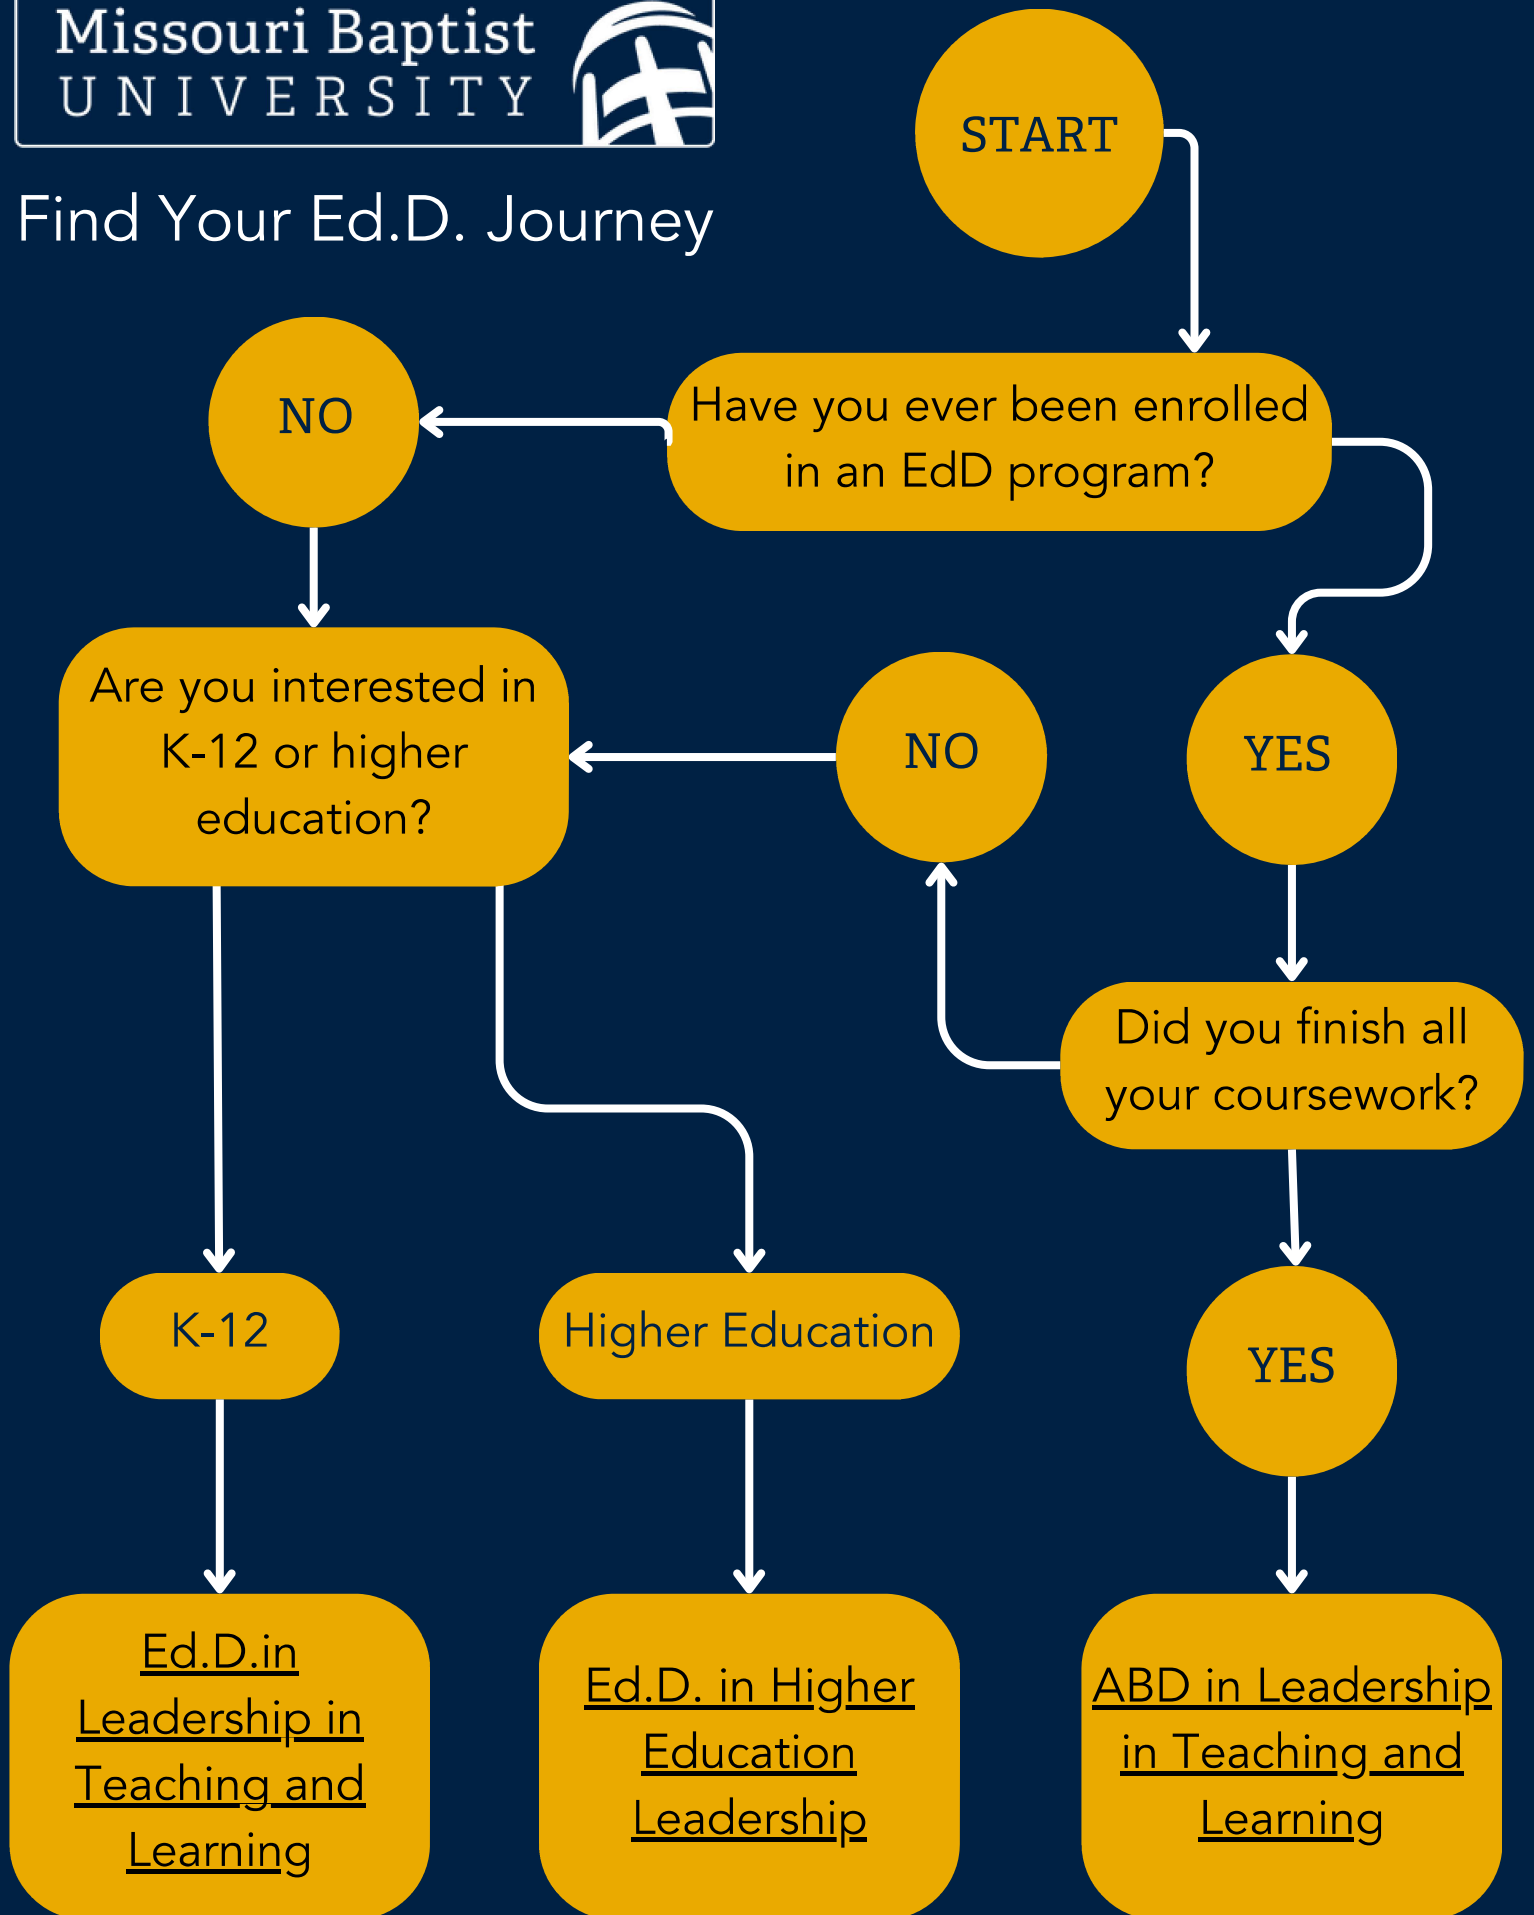 Missouri Baptist
UNIVERSITY
Find Your Ed.D. Journey
START
Have you ever been enrolled
in an EdD program?
NO
YES
Are you interested in
K-12 or higher
education?
NO
Did you finish all
your coursework?
K-12
Higher Education
YES
Ed.D.in
Leadership in
Teaching and
Learning
Ed.D. in Higher
Education
Leadership
ABD in Leadership
in Teaching and
Learning